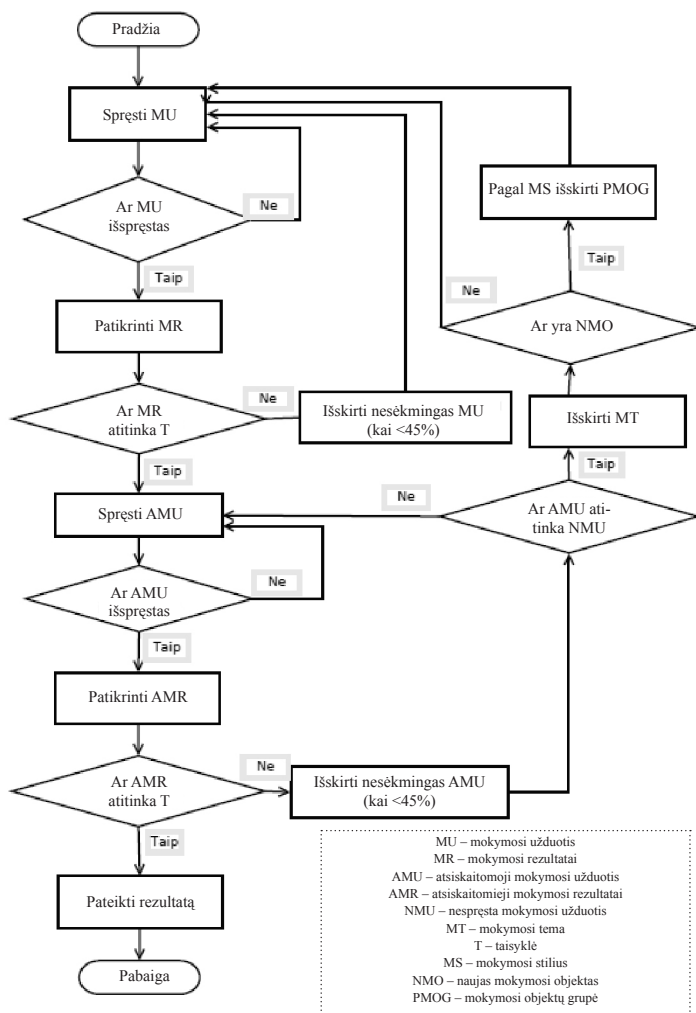 Pradžia
Spręsti MU
Ar MU
išspręstas
Ne
Taip
Patikrinti MR
Ar MR
atitinka T
Ne
Išskirti nesėkmingas MU
(kai <45%)
Taip
Spręsti AMU
Ar AMU
išspręstas
Ne
Taip
Patikrinti AMR
Ar AMR
atitinka T
Ne
Išskirti nesėkmingas AMU
(kai <45%)
Taip
Pateikti rezultatą
Pabaiga
Pagal MS išskirti PMOG
Taip
Ne
Ar yra NMO
Išskirti MT
Taip
Ne
Ar AMU ati-
tinka NMU
MU – mokymosi užduotis
MR – mokymosi rezultatai
AMU – atsiskaitomoji mokymosi užduotis
AMR – atsiskaitomieji mokymosi rezultatai
NMU – nespręsta mokymosi užduotis
MT – mokymosi tema
T – taisyklė
MS – mokymosi stilius
NMO – naujas mokymosi objektas
PMOG – mokymosi objektų grupė